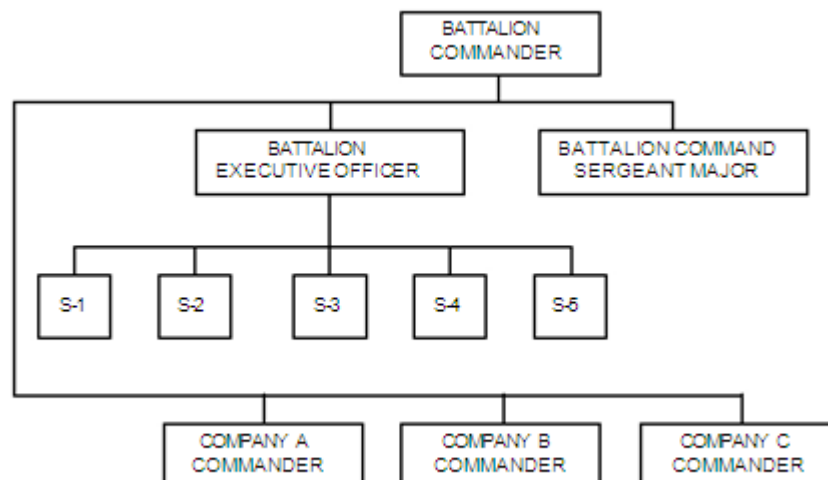 BATTALION
COMMANDER
BATTALION
EXECUTIVE OFFICER
BATTALION COMMAND
SERGEANT MAJOR
S-1
S-2
S-3
S-4
S-5
COMPANY A
COMMANDER
COMPANY B
COMMANDER
COMPANY C
COMMANDER